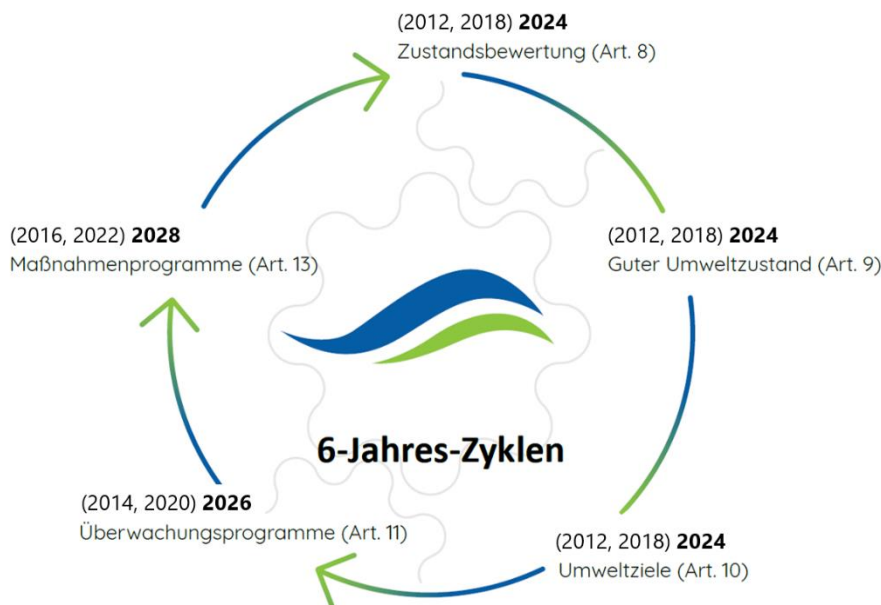 (2012, 2018) 2024
Zustandsbewertung (Art. 8)
(2012, 2018) 2024
Guter Umweltzustand (Art. 9)
(2012, 2018) 2024
Umweltziele (Art. 10)
(2014, 2020) 2026
Überwachungsprogramme (Art. 11)
(2016, 2022) 2028
Maßnahmenprogramme (Art. 13)
6-Jahres-Zyklen